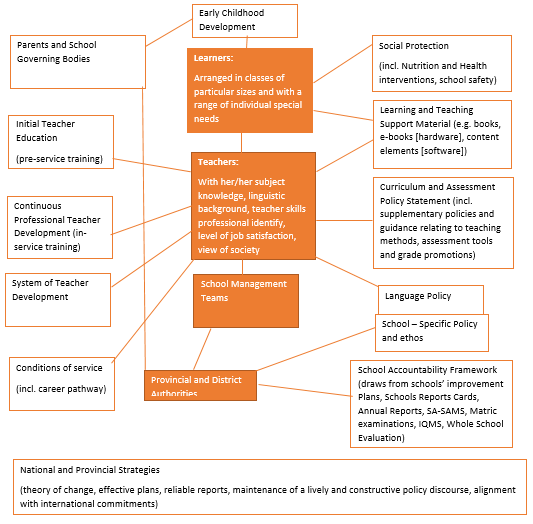 Early Childhood
Development
Parents and School
Governing Bodies
Learners:
Arranged in classes of
particular sizes and with a
range of individual special
needs
Social Protection
(incl. Nutrition and Health
interventions, school safety)
Learning and Teaching
Support Material (e.g. books,
e-books [hardware], content
elements [software])
Initial Teacher
Education
(pre-service training)
Teachers:
With her/her subject
knowledge, linguistic
background, teacher skills
professional identify,
level of job satisfaction,
view of society
Curriculum and Assessment
Policy Statement (incl.
supplementary policies and
guidance relating to teaching
methods, assessment tools
and grade promotions)
Continuous
Professional Teacher
Development (in-
service training)
System of Teacher
Development
School Management
Teams
Language Policy
School – Specific Policy
and ethos
Conditions of service
(incl. career pathway)
Provincial and District
Authorities
School Accountability Framework
(draws from schools' improvement
Plans, Schools Reports Cards,
Annual Reports, SA-SAMS, Matric
examinations, IQMS, Whole School
Evaluation)
National and Provincial Strategies
(theory of change, effective plans, reliable reports, maintenance of a lively and constructive policy discourse, alignment
with international commitments)